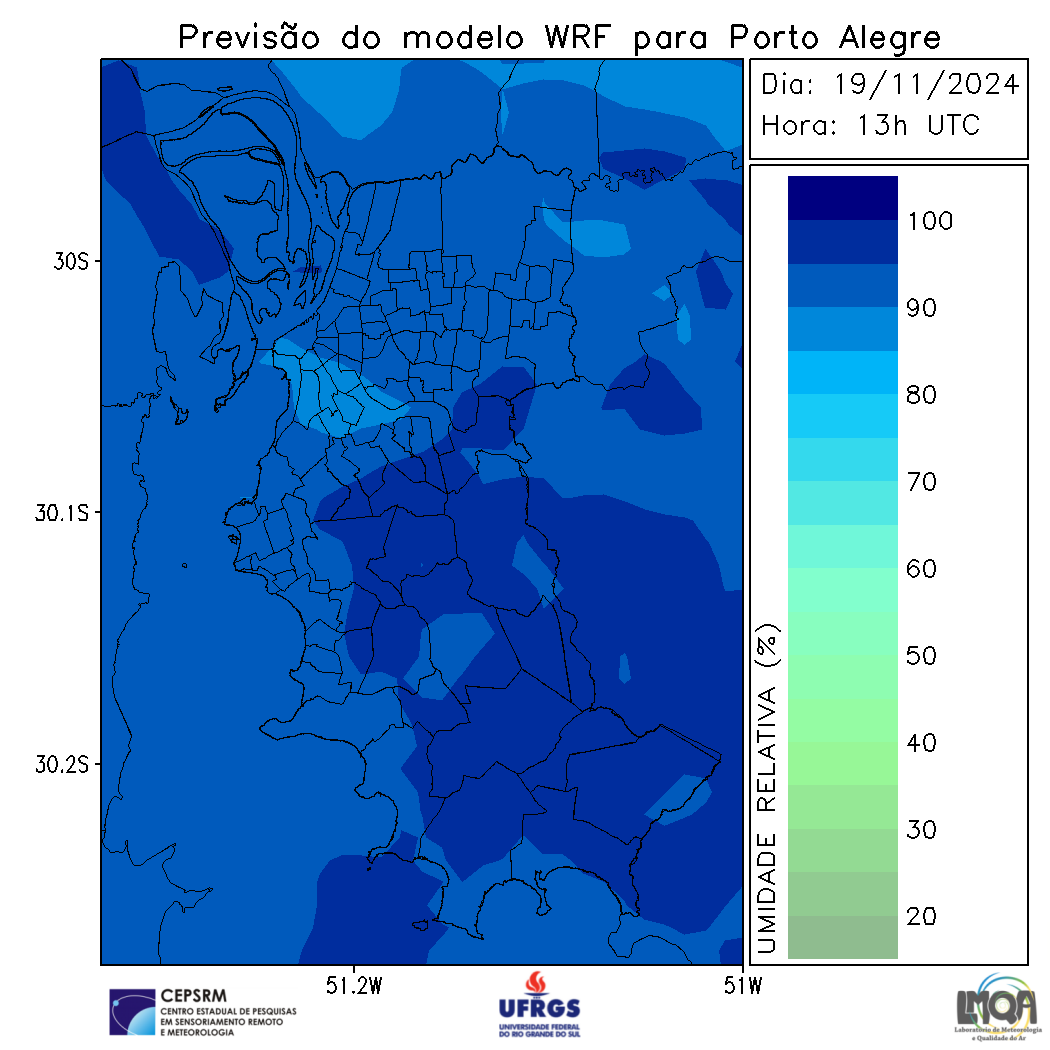 Previsão do modelo WRF para Porto Alegre
Dia: 19/11/2024
Hora: 13h UTC
100
90
80
70
60
50
40
30
20
UMIDADE RELATIVA (%)
30S
30.1S
30.2S
51.2W
51W
CEPSRM
CENTRO ESTADUAL DE PESQUISAS
EM SENSORIAMENTO REMOTO
E METEOROLOGIA
UFRGS
UNIVERSIDADE FEDERAL
DO RIO GRANDE DO SUL
LMQA
Laboratório de Meteorologia
e Qualidade do Ar